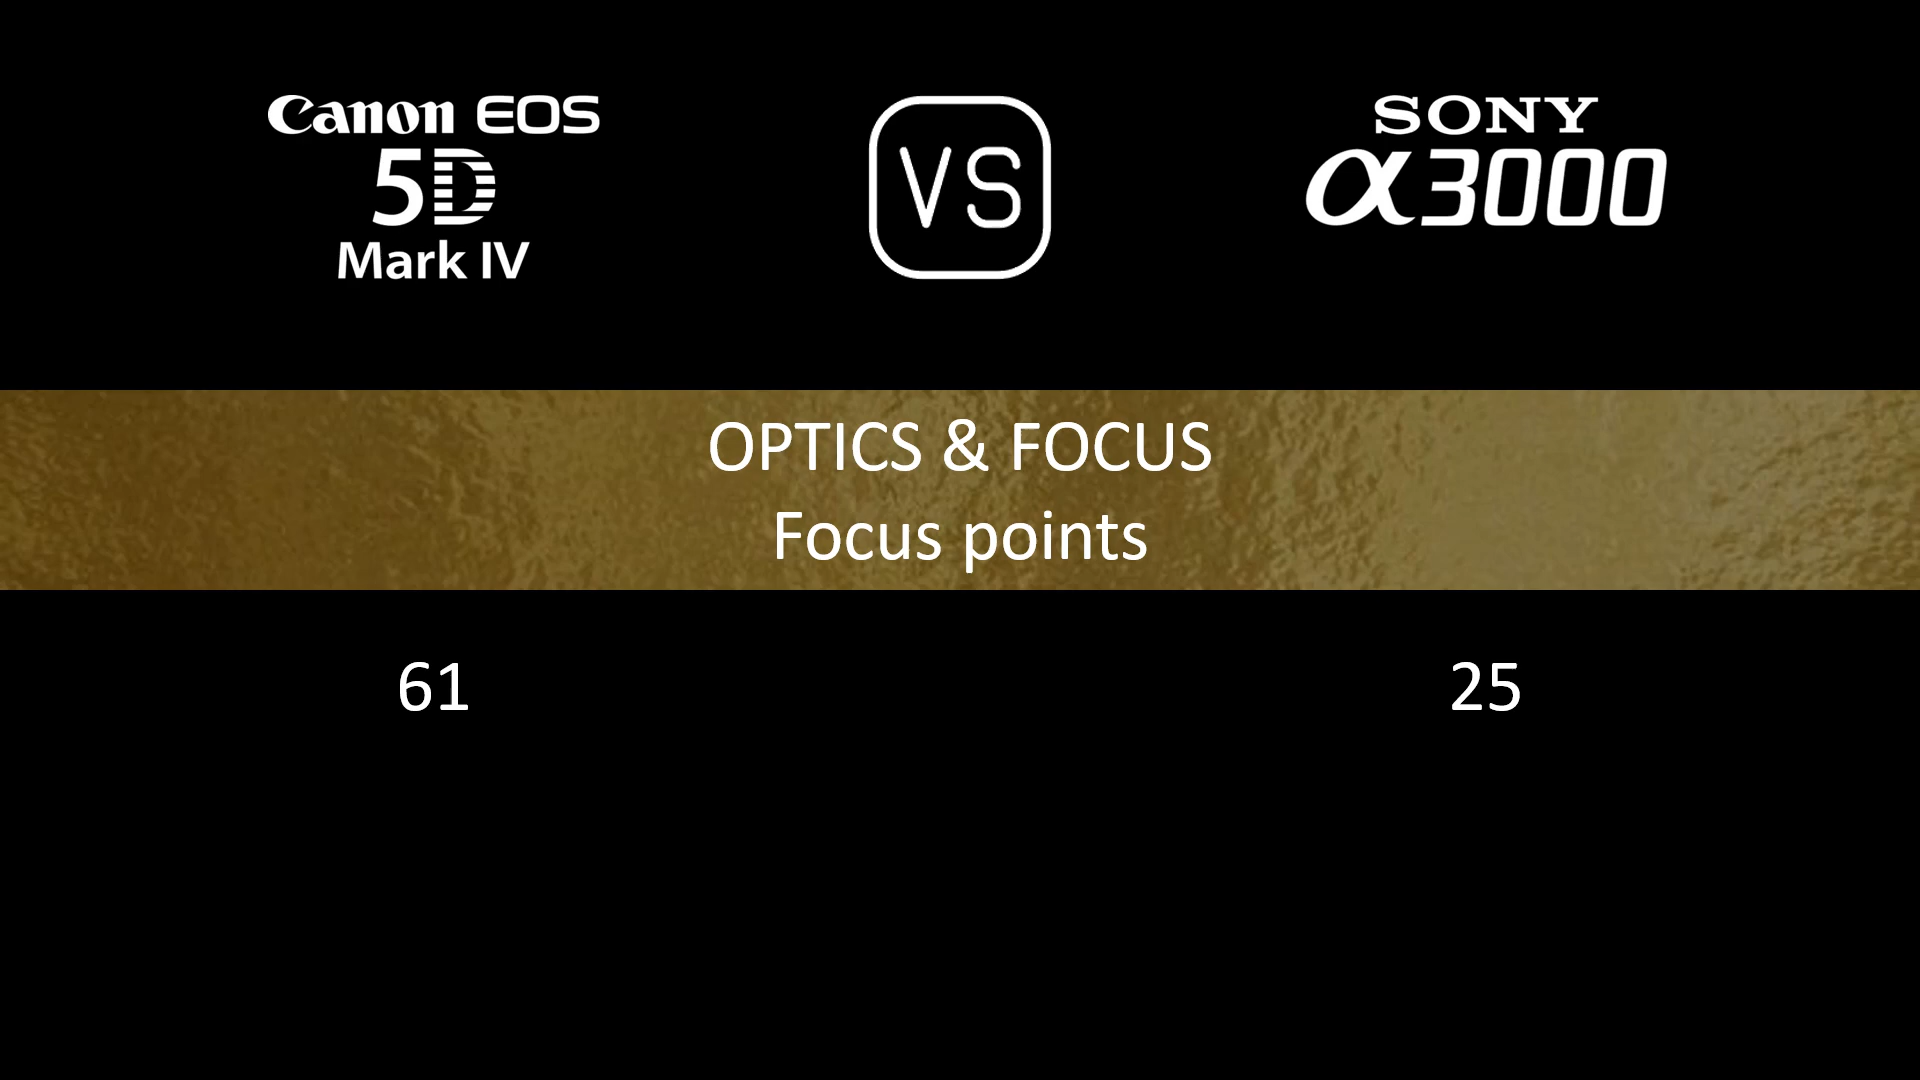 Canon EOS
5D
Mark IV
VS
SONY
α3000
OPTICS & FOCUS
Focus points
61
25